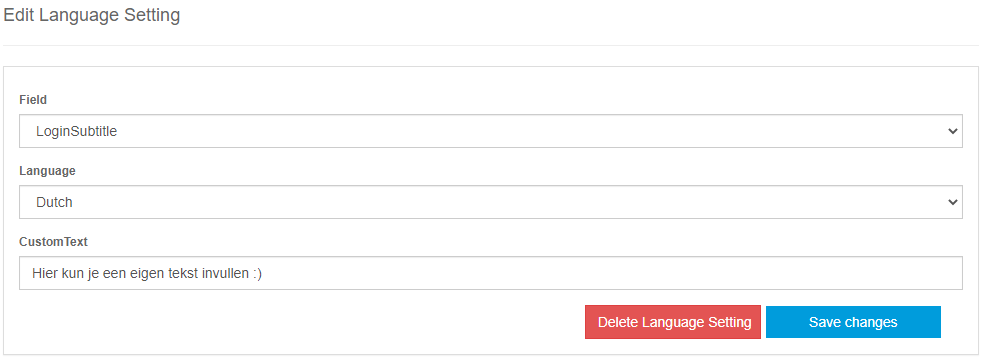 Edit Language Setting
Field
LoginSubtitle
Language
Dutch
CustomText
Hier kun je een eigen tekst invullen :)
Delete Language Setting
Save changes